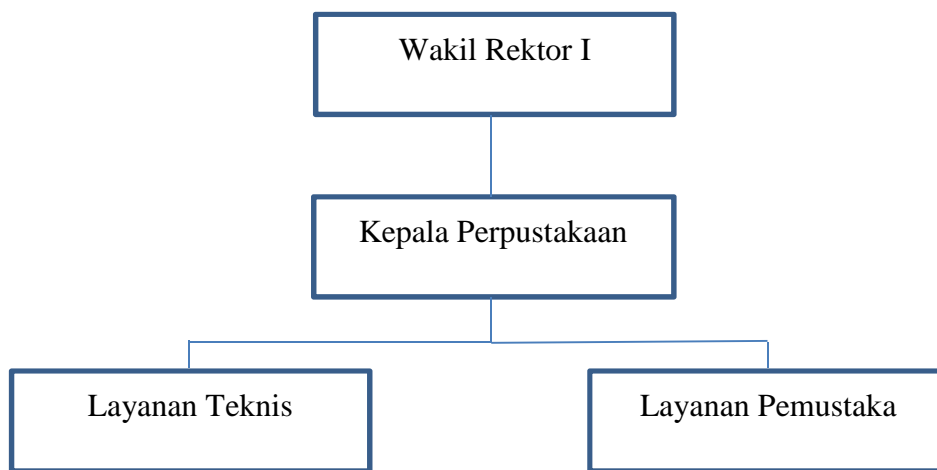 Wakil Rektor I
Kepala Perpustakaan
Layanan Teknis
Layanan Pemustaka